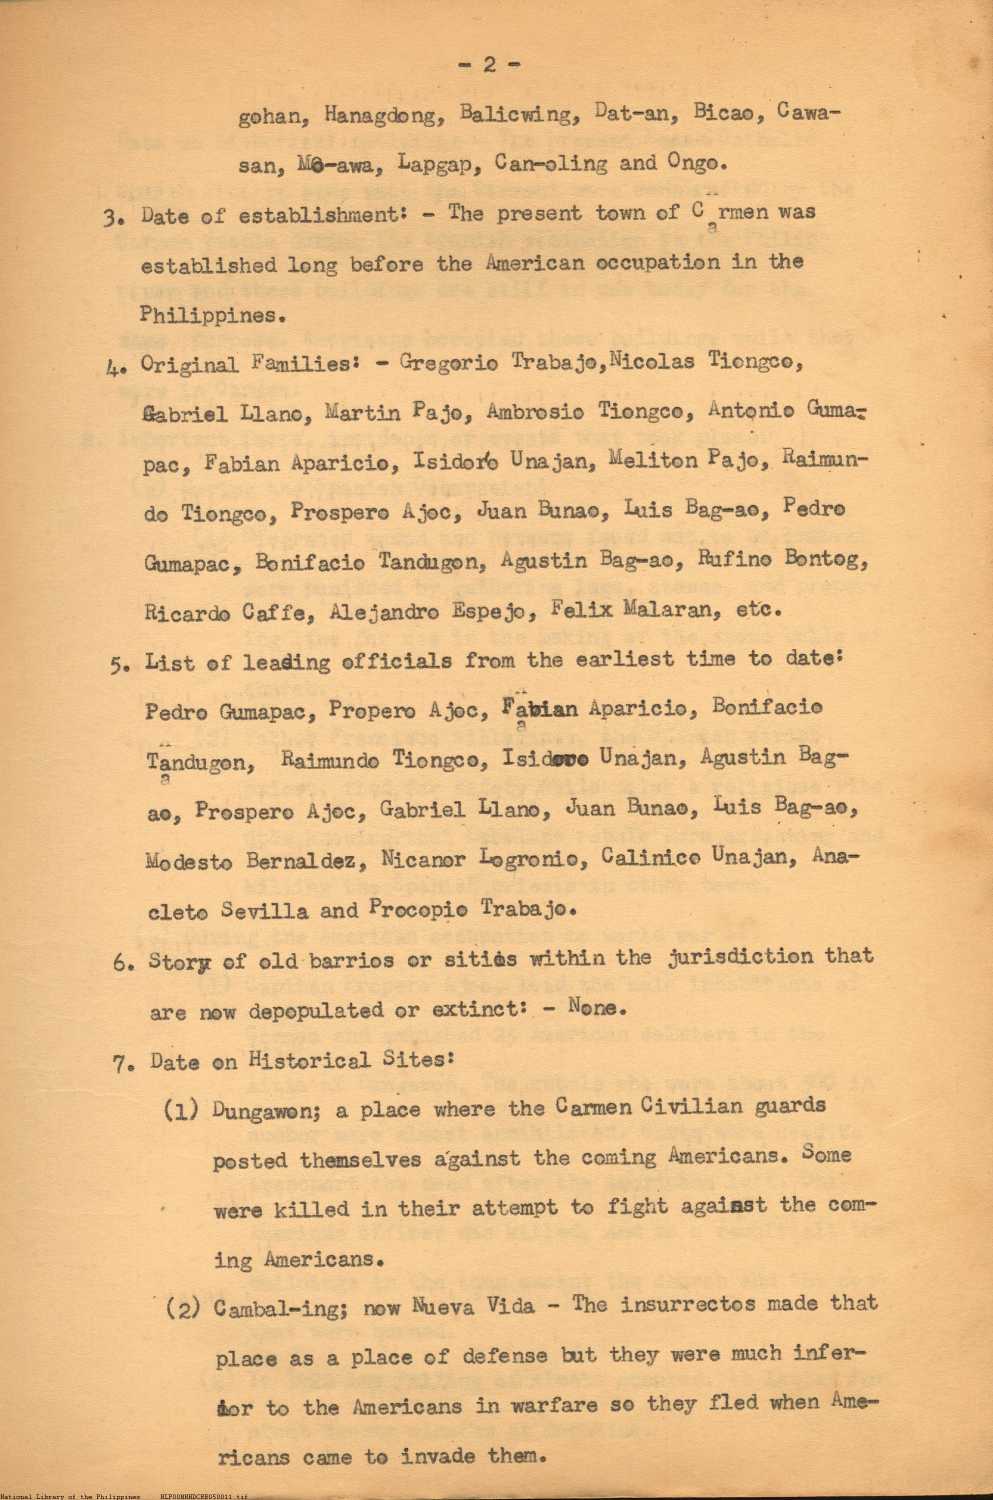 - 2 -
gohan, Hanagdong, Balicwing, Dat-an, Bicao, Cawa-
san, Mo-awa, Lapgap, Can-oling and Ongo.
3. Date of establishment: - The present town of Carmen was
established long before the American occupation in the
Philippines.
4. Original Families: - Gregorio Trabajo,Nicolas Tiongco,
Gabriel Llano, Martin Pajo, Ambrosio Tiongco, Antonio Guma-
pac, Fabian Aparicio, Isidoro Unajan, Meliton Pajo, Raimun-
do Tiongco, Prospero Ajoc, Juan Bunao, Luis Bag-ao, Pedro
Gumapac, Bonifacio Tandugon, Agustin Bag-ao, Rufino Bontog,
Ricardo Caffe, Alejandro Espejo, Felix Malaran, etc.
5. List of leading officials from the earliest time to date:
Pedro Gumapac, Propero Ajoc, Fabian Aparicio, Bonifacio
Tandugon, Raimundo Tiongco, Isidoro Unajan, Agustin Bag-
ao, Prospero Ajoc, Gabriel Llano, Juan Bunao, Luis Bag-ao,
Modesto Bernaldez, Nicanor Logronio, Calinico Unajan, Ana-
cleto Sevilla and Procopio Trabajo.
6. Story of old barrios or sitios within the jurisdiction that
are now depopulated or extinct: - None.
7. Date on Historical Sites:
(1) Dungawon; a place where the Carmen Civilian guards
posted themselves against the coming Americans. Some
were killed in their attempt to fight against the com-
ing Americans.
(2) Cambal-ing; now Nueva Vida - The insurrectos made that
place as a place of defense but they were much infer-
ior to the Americans in warfare so they fled when Ame-
ricans came to invade them.
National Library of the Philippines